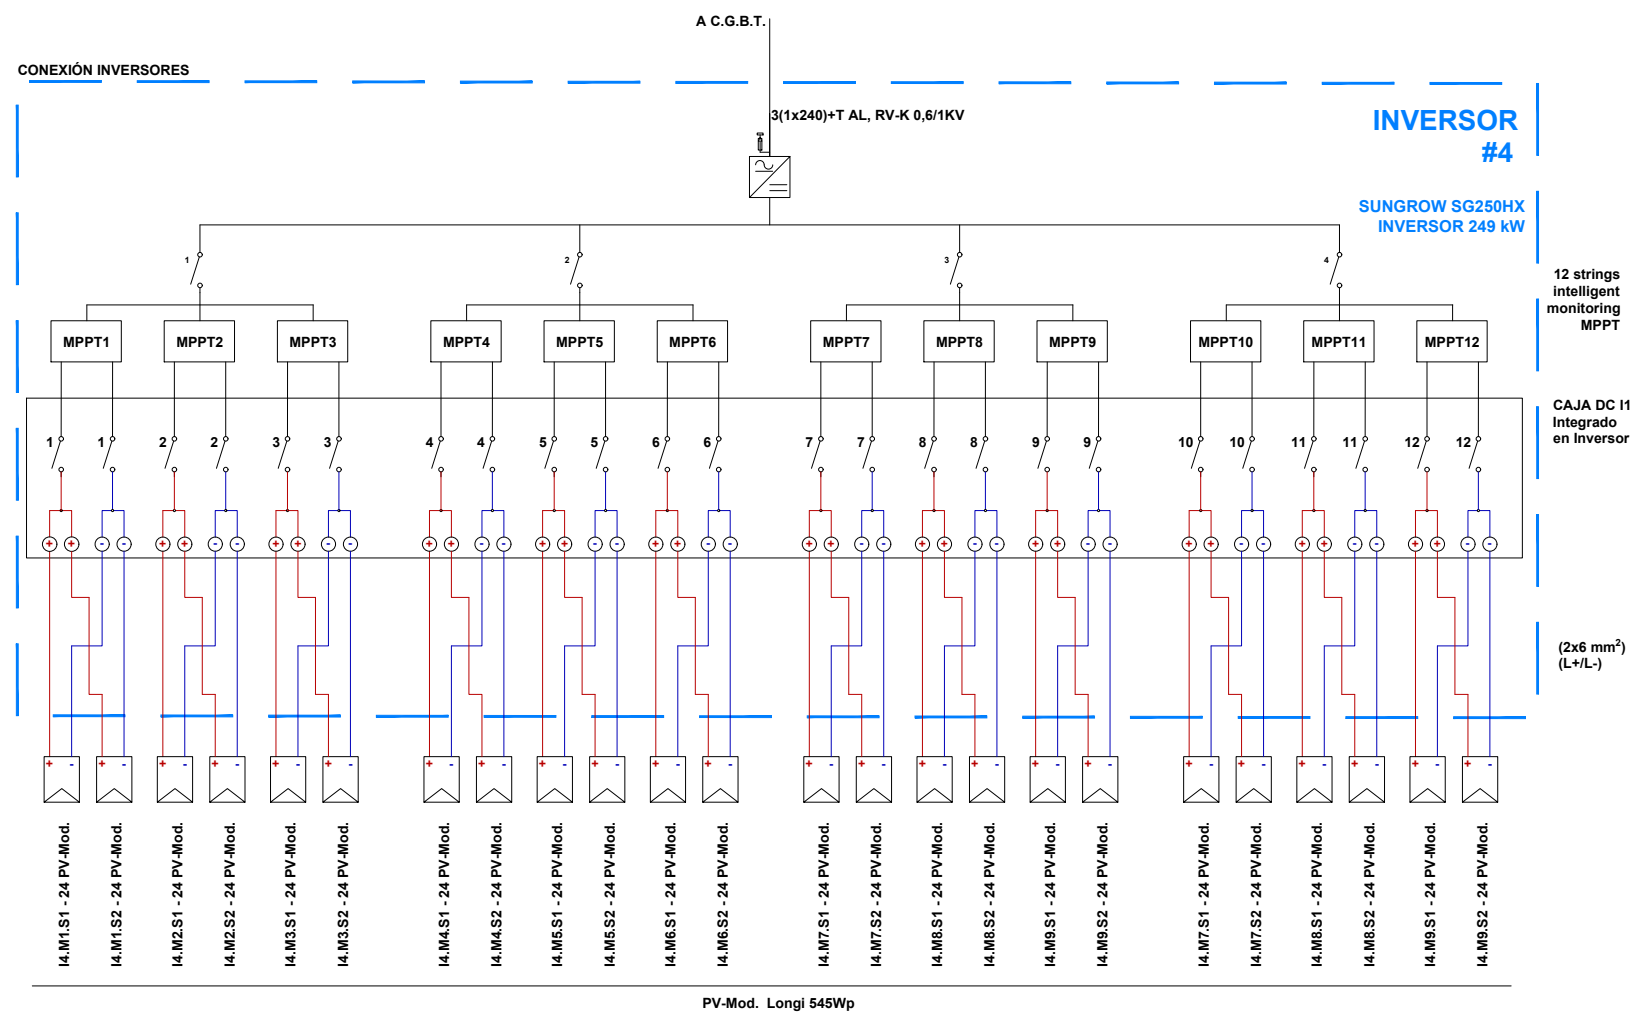 A C.G.B.T.
CONEXIÓN INVERSORES
3(1x240)+T AL, RV-K 0,6/1KV
INVERSOR
#4
SUNGROW SG250HX
INVERSOR 249 kW
1 2 3 4
12 strings
intelligent
monitoring
MPPT
MPPT1 MPPT2 MPPT3 MPPT4 MPPT5 MPPT6 MPPT7 MPPT8 MPPT9 MPPT10 MPPT11 MPPT12
CAJA DC I1
Integrado
en Inversor
1 1 2 2 3 3 4 4 5 5 6 6 7 7 8 8 9 9 10 10 11 11 12 12
+ + - - + + - - + + - - + + - - + + - - + + - - + + - - + + - - + + - - + + - - + + - - + + - -
(2x6 mm²)
(L+/L-)
+ - + - + - + - + - + - + - + - + - + - + - + - + - + - + - + - + - + - + - + - + - + - + - + -
I4.M1.S1 - 24 PV-Mod.
I4.M1.S2 - 24 PV-Mod.
I4.M2.S1 - 24 PV-Mod.
I4.M2.S2 - 24 PV-Mod.
I4.M3.S1 - 24 PV-Mod.
I4.M3.S2 - 24 PV-Mod.
I4.M4.S1 - 24 PV-Mod.
I4.M4.S2 - 24 PV-Mod.
I4.M5.S1 - 24 PV-Mod.
I4.M5.S2 - 24 PV-Mod.
I4.M6.S1 - 24 PV-Mod.
I4.M6.S2 - 24 PV-Mod.
I4.M7.S1 - 24 PV-Mod.
I4.M7.S2 - 24 PV-Mod.
I4.M8.S1 - 24 PV-Mod.
I4.M8.S2 - 24 PV-Mod.
I4.M9.S1 - 24 PV-Mod.
I4.M9.S2 - 24 PV-Mod.
I4.M7.S1 - 24 PV-Mod.
I4.M7.S2 - 24 PV-Mod.
I4.M8.S1 - 24 PV-Mod.
I4.M8.S2 - 24 PV-Mod.
I4.M9.S1 - 24 PV-Mod.
I4.M9.S2 - 24 PV-Mod.
PV-Mod. Longi 545Wp